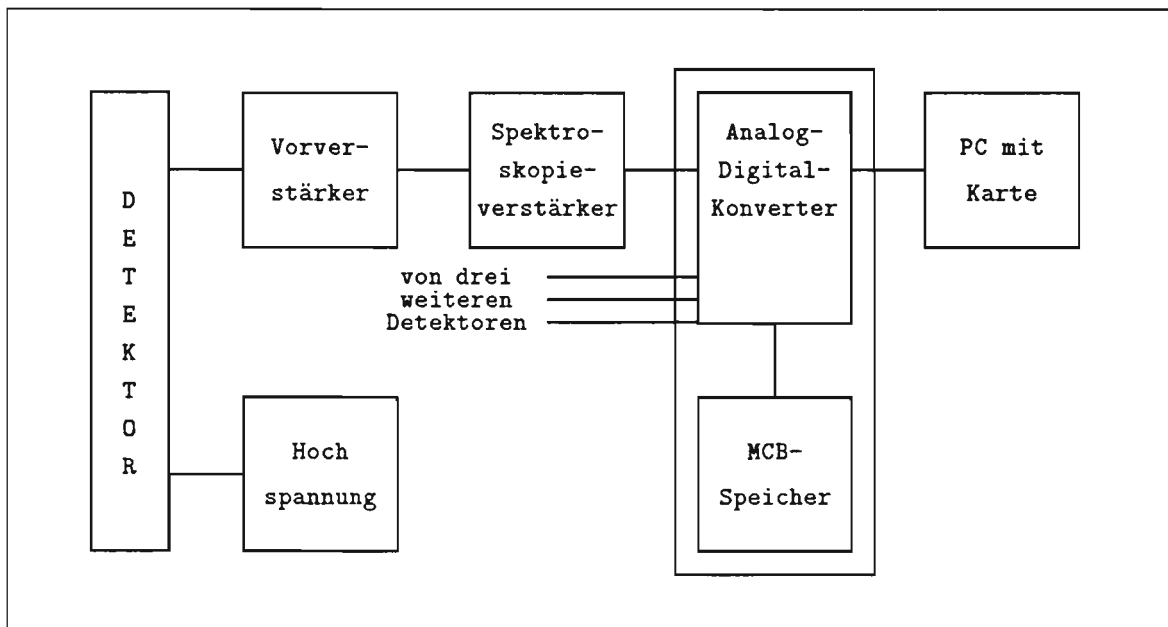 D
E
T
E
K
T
O
R
Vorver-
stärker
Spektro-
skopie-
verstärker
Analog-
Digital-
Konverter
PC mit
Karte
von drei
weiteren
Detektoren
Hoch
spannung
MCB-
Speicher